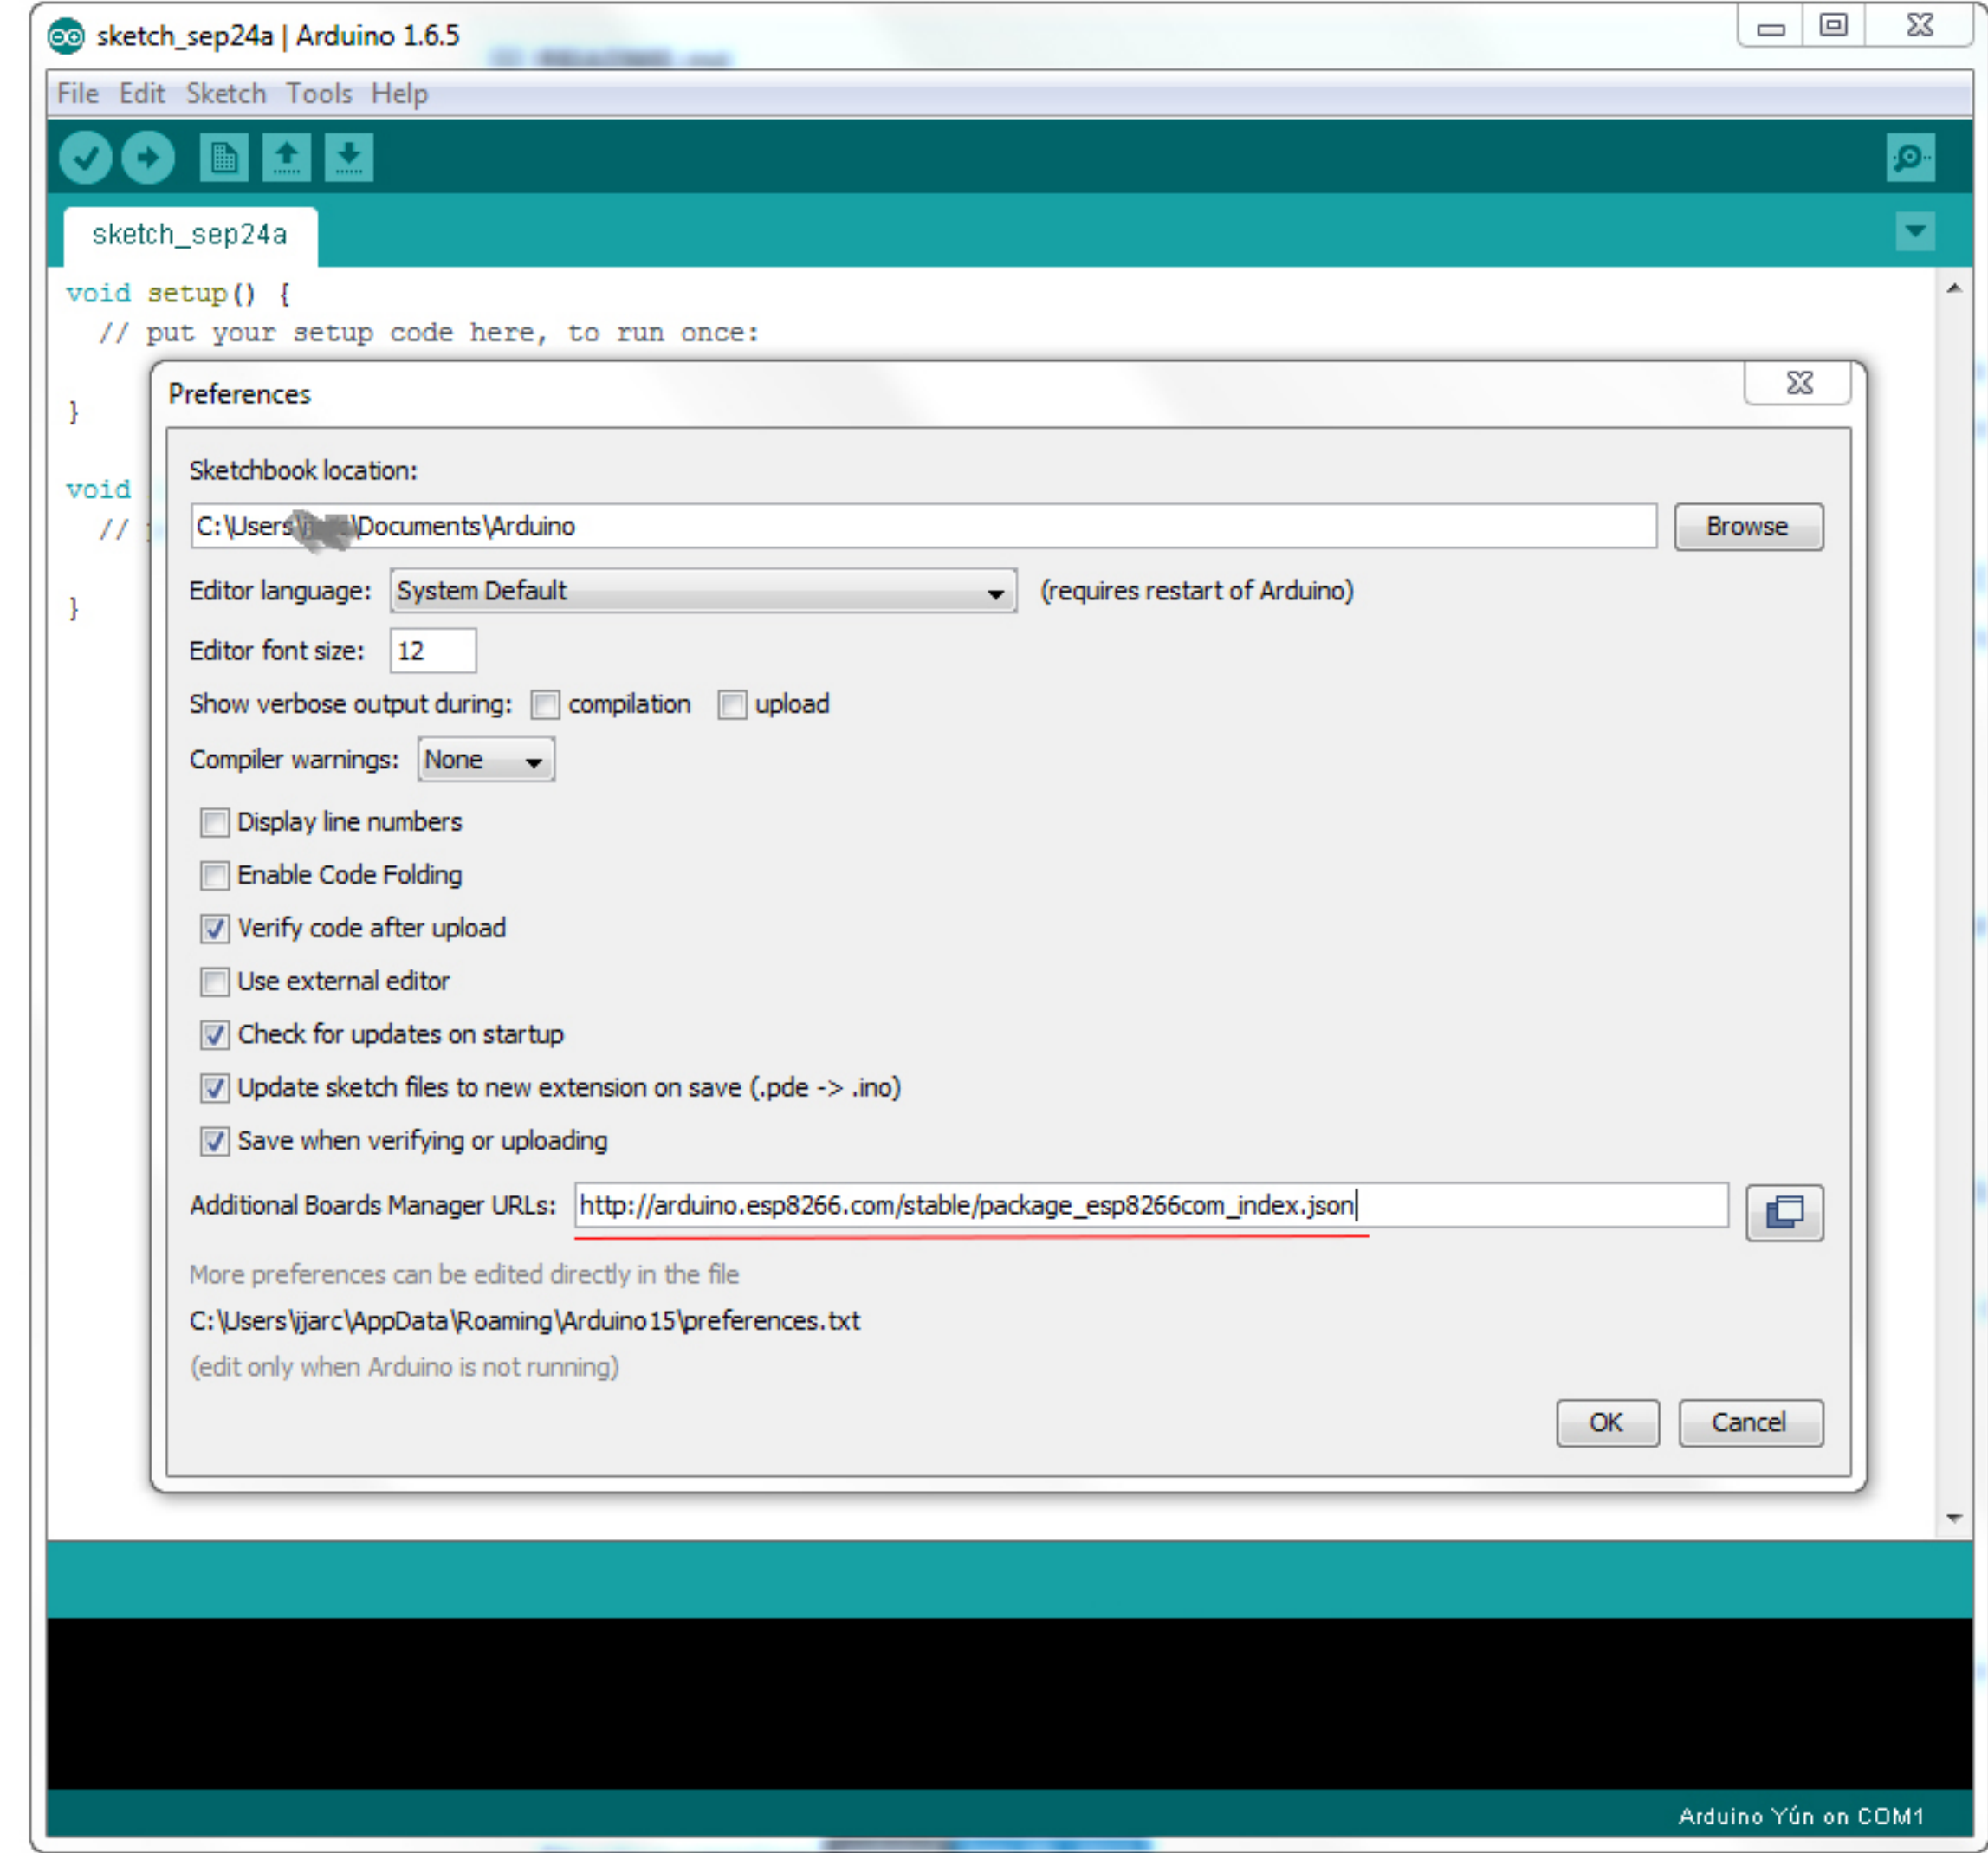 sketch_sep24a | Arduino 1.6.5
File Edit Sketch Tools Help
sketch_sep24a
void setup() {
// put your setup code here, to run once:
}
void
//
}
Preferences
Sketchbook location:
C:\Users\ \Documents\Arduino
Browse
Editor language: System Default (requires restart of Arduino)
Editor font size: 12
Show verbose output during: compilation upload
Compiler warnings: None
Display line numbers
Enable Code Folding
Verify code after upload
Use external editor
Check for updates on startup
Update sketch files to new extension on save (.pde -> .ino)
Save when verifying or uploading
Additional Boards Manager URLs: http://arduino.esp8266.com/stable/package_esp8266com_index.json
More preferences can be edited directly in the file
C:\Users\ijarc\AppData\Roaming\Arduino15\preferences.txt
(edit only when Arduino is not running)
OK Cancel
Arduino Yún on COM1